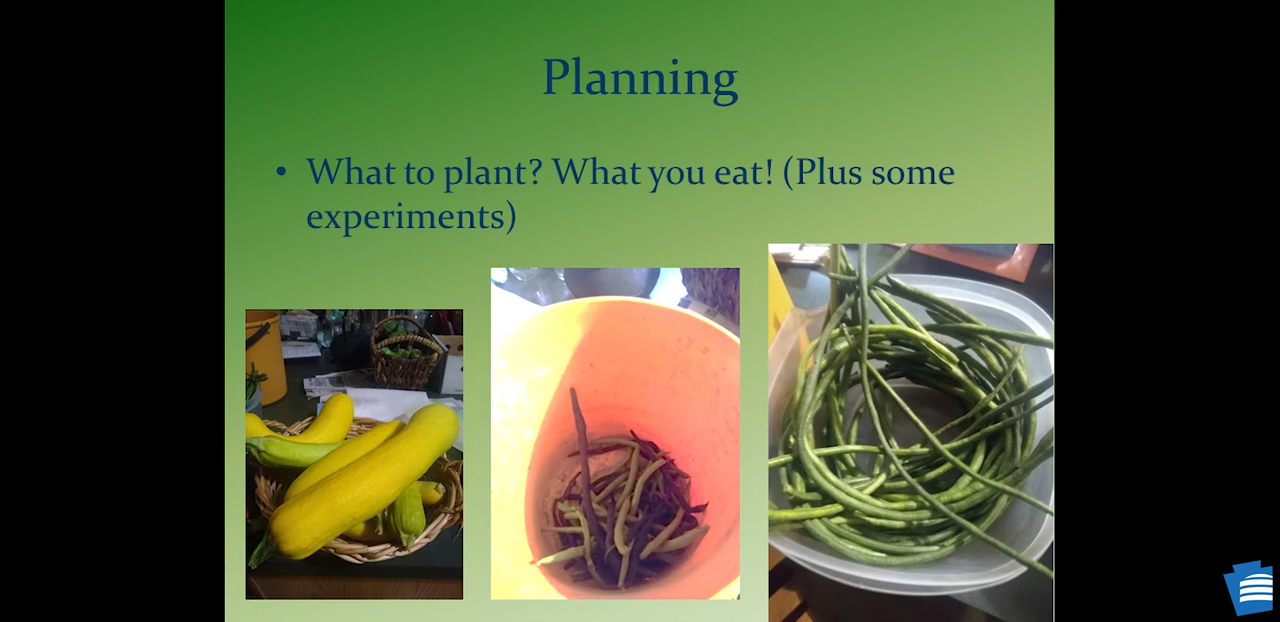 Planning
• What to plant? What you eat! (Plus some
experiments)